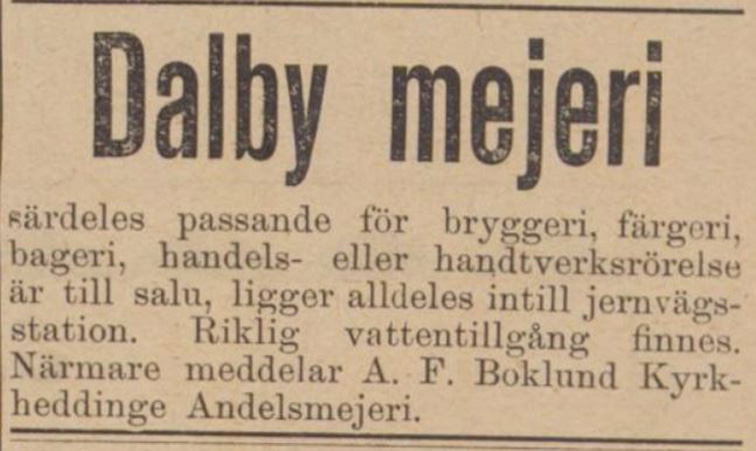 Dalby mejeri
särdeles passande för bryggeri, färgeri,
bageri, handels- eller handtverksrörelse
är till salu, ligger alldeles intill jernvägs-
station. Riklig vattentillgång finnes.
Närmare meddelar A. F. Boklund Kyrk-
heddinge Andelsmejeri.